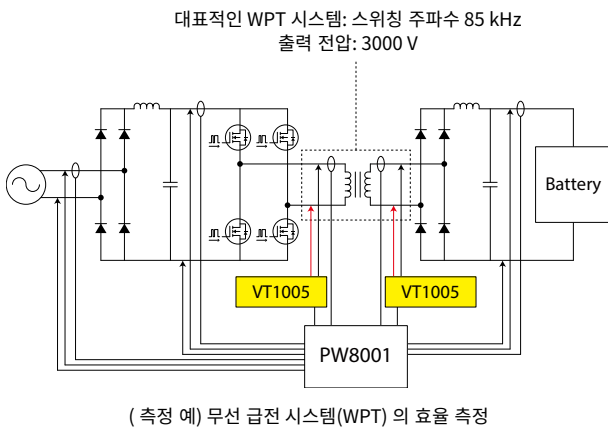 대표적인 WPT 시스템: 스위칭 주파수 85 kHz
출력 전압: 3000 V
Battery
VT1005
VT1005
PW8001
( 측정 예) 무선 급전 시스템(WPT) 의 효율 측정